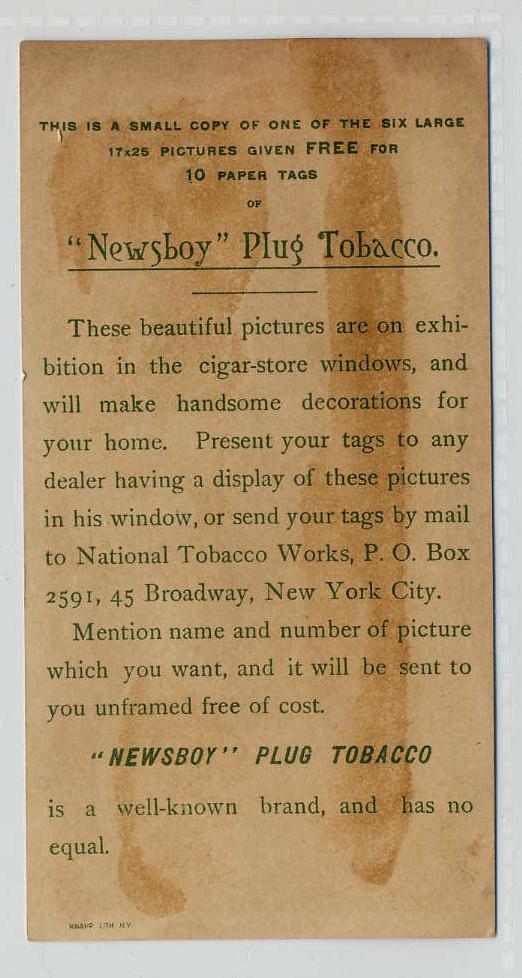 THIS IS A SMALL COPY OF ONE OF THE SIX LARGE
17x25 PICTURES GIVEN FREE FOR
10 PAPER TAGS
OF
"Newsboy" Plug Tobacco.
These beautiful pictures are on exhi-
bition in the cigar-store windows, and
will make handsome decorations for
your home. Present your tags to any
dealer having a display of these pictures
in his window, or send your tags by mail
to National Tobacco Works, P. O. Box
2591, 45 Broadway, New York City.
Mention name and number of picture
which you want, and it will be sent to
you unframed free of cost.
"NEWSBOY" PLUG TOBACCO
is a well-known brand, and has no
equal.
KNAPP LITH N.Y.